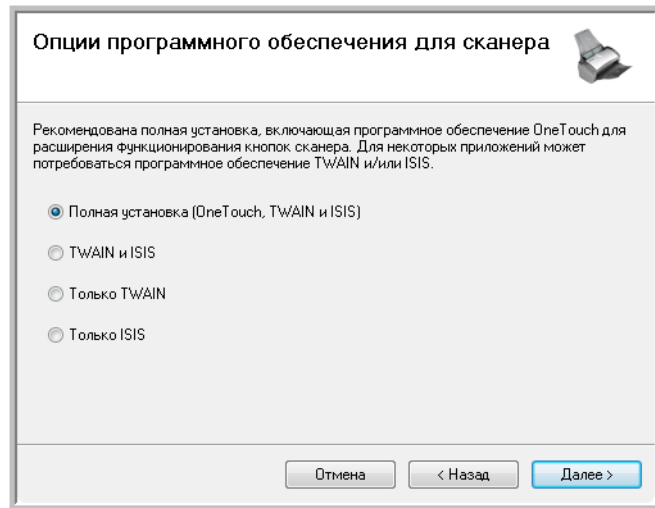 Опции программного обеспечения для сканера
Рекомендована полная установка, включающая программное обеспечение OneTouch для
расширения функционирования кнопок сканера. Для некоторых приложений может
потребоваться программное обеспечение TWAIN и/или ISIS.
Полная установка (OneTouch, TWAIN и ISIS)
TWAIN и ISIS
Только TWAIN
Только ISIS
Отмена
< Назад
Далее >